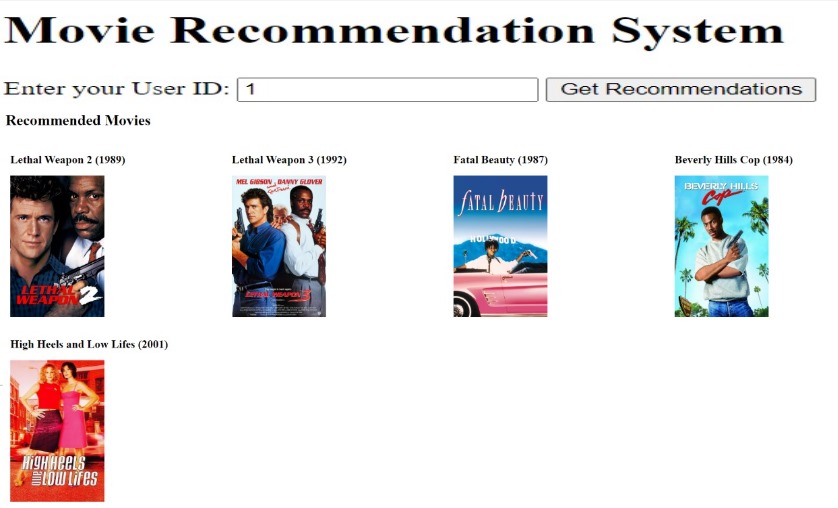 Movie Recommendation System
Enter your User ID: 1 Get Recommendations
Recommended Movies
Lethal Weapon 2 (1989) Lethal Weapon 3 (1992) Fatal Beauty (1987) Beverly Hills Cop (1984)
LETHAL
WEAPON 2
MEL GIBSON DANNY GLOVER
LETHAL WEAPON 3
FATAL BEAUTY
HOLLYWOOD
BEVERLY HILLS
Cop
High Heels and Low Lifes (2001)
HIGH HEELS
AND LOW LIFES